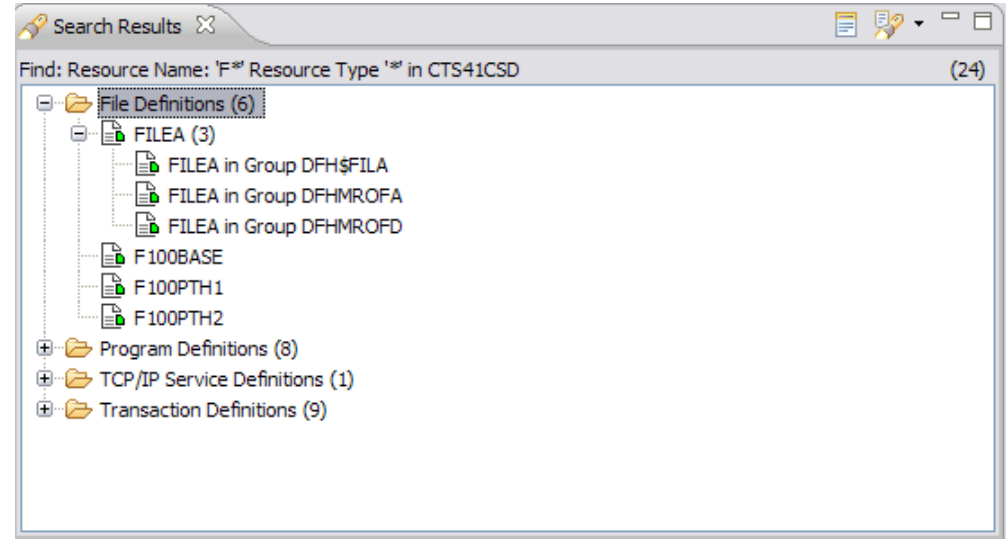 Search Results
Find: Resource Name: 'F*' Resource Type '*' in CTS41CSD (24)
File Definitions (6)
FILEA (3)
FILEA in Group DFH$FILA
FILEA in Group DFHMROFA
FILEA in Group DFHMROFD
F100BASE
F100PTH1
F100PTH2
Program Definitions (8)
TCP/IP Service Definitions (1)
Transaction Definitions (9)